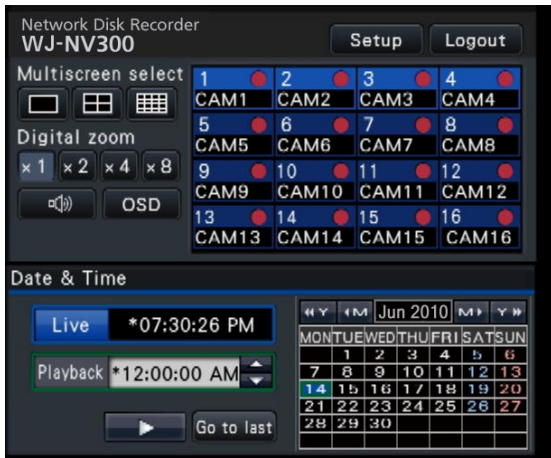 Network Disk Recorder
WJ-NV300
Setup Logout
Multiscreen select
1 2 3 4
CAM1 CAM2 CAM3 CAM4
Digital zoom
5 6 7 8
CAM5 CAM6 CAM7 CAM8
×1 ×2 ×4 ×8
9 10 11 12
CAM9 CAM10 CAM11 CAM12
OSD
13 14 15 16
CAM13 CAM14 CAM15 CAM16
Date & Time
Live *07:30:26 PM
Playback *12:00:00 AM
Go to last
Y M Jun 2010 M Y
MON TUE WED THU FRI SAT SUN
1 2 3 4 5 6
7 8 9 10 11 12 13
14 15 16 17 18 19 20
21 22 23 24 25 26 27
28 29 30